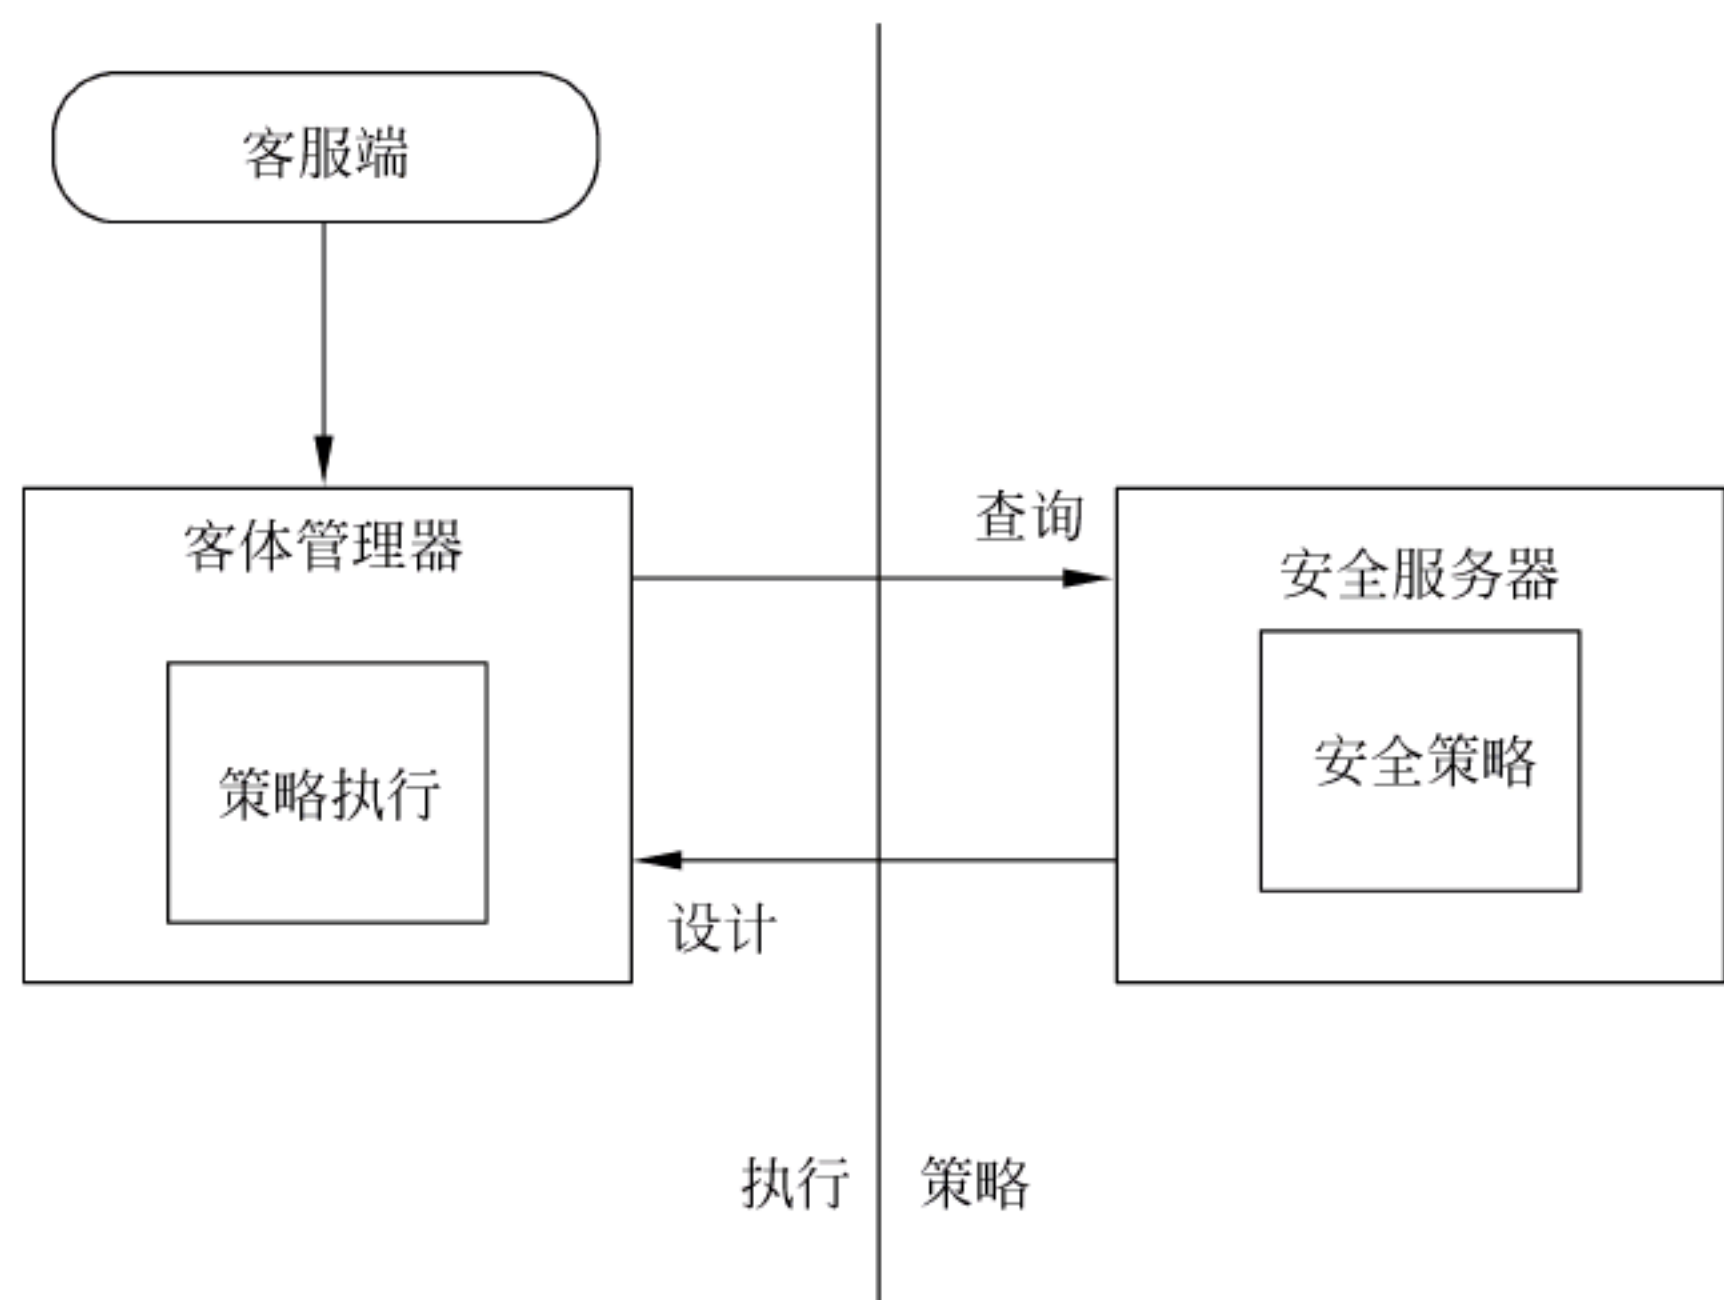 客服端
客体管理器
策略执行
查询
设计
安全服务器
安全策略
执行
策略